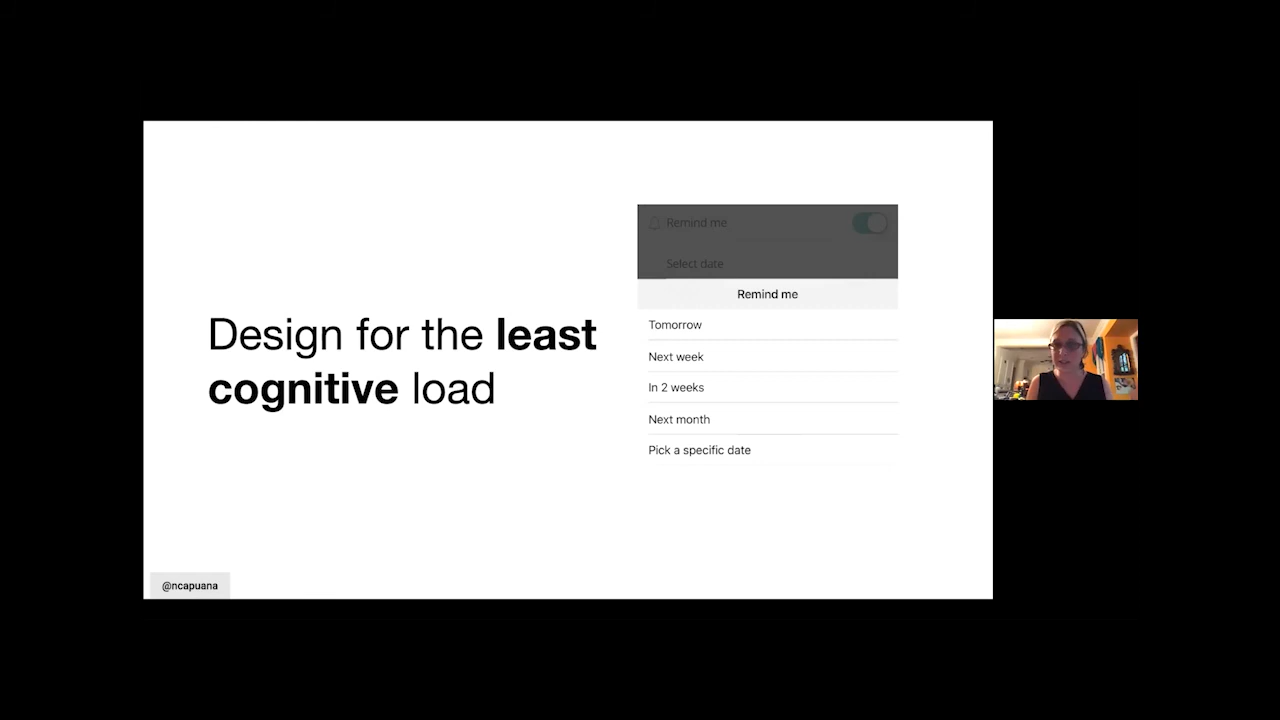 Design for the least
cognitive load
Remind me
Select date
Remind me
Tomorrow
Next week
In 2 weeks
Next month
Pick a specific date
@ncapuana